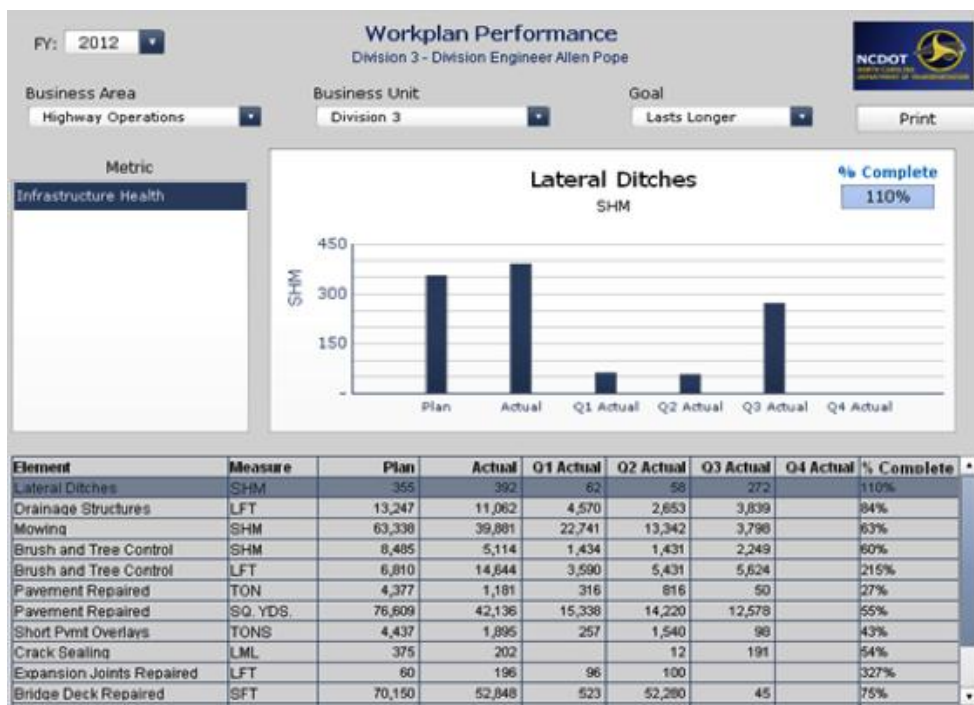 FY: 2012
Workplan Performance
Division 3 - Division Engineer Allen Pope
NCDOT
Business Area
Business Unit
Goal
Highway Operations
Division 3
Lasts Longer
Print
Metric
Infrastructure Health
Lateral Ditches
SHM
% Complete
110%
450
300
150
-
SHM
Plan Actual Q1 Actual Q2 Actual Q3 Actual Q4 Actual
Element Measure Plan Actual Q1 Actual Q2 Actual Q3 Actual Q4 Actual % Complete
Lateral Ditches SHM 355 392 62 58 272 110%
Drainage Structures LFT 13,247 11,062 4,570 2,653 3,839 84%
Mowing SHM 63,338 39,881 22,741 13,342 3,798 63%
Brush and Tree Control SHM 8,485 5,114 1,434 1,431 2,249 60%
Brush and Tree Control LFT 6,810 14,644 3,590 5,431 5,624 215%
Pavement Repaired TON 4,377 1,181 316 816 50 27%
Pavement Repaired SQ. YDS. 76,609 42,136 15,338 14,220 12,578 55%
Short Pvmt Overlays TONS 4,437 1,895 257 1,540 98 43%
Crack Sealing LML 375 202 12 191 54%
Expansion Joints Repaired LFT 60 196 96 100 327%
Bridge Deck Repaired SFT 70,150 52,848 523 52,280 45 75%